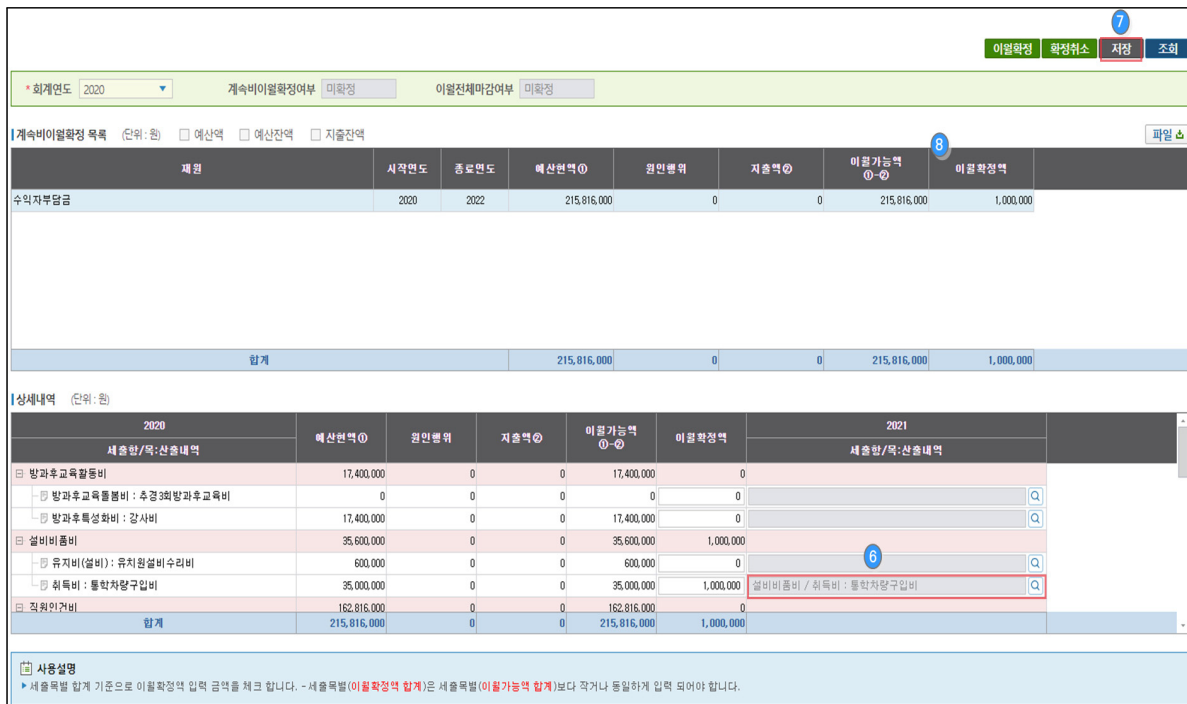 7
이월확정 확정취소 저장 조회
* 회계연도 2020 계속비이월확정여부 미확정 이월전체마감여부 미확정
계속비이월확정 목록 (단위 : 원) 예산액 예산잔액 지출잔액 파일
8
재원 시작연도 종료연도 예산현액① 원인행위 지출액② 이월가능액 ①-② 이월확정액
수익자부담금 2020 2022 215,816,000 0 0 215,816,000 1,000,000
합계 215,816,000 0 0 215,816,000 1,000,000
상세내역 (단위 : 원)
2020 예산현액① 원인행위 지출액② 이월가능액 ①-② 이월확정액 2021
세출항/목:산출내역 세출항/목:산출내역
방과후교육활동비 17,400,000 0 0 17,400,000 0
방과후교육돌봄비 : 추경3회방과후교육비 0 0 0 0 0
방과후특성화비 : 강사비 17,400,000 0 0 17,400,000 0
설비비품비 35,600,000 0 0 35,600,000 1,000,000
6
유지비(설비) : 유치원설비수리비 600,000 0 0 600,000 0
취득비 : 통학차량구입비 35,000,000 0 0 35,000,000 1,000,000 설비비품비 / 취득비 : 통학차량구입비
직원인건비 162,816,000 0 0 162,816,000 0
합계 215,816,000 0 0 215,816,000 1,000,000
사용설명
▶ 세출목별 합계 기준으로 이월확정액 입력 금액을 체크 합니다. - 세출목별(이월확정액 합계)은 세출목별(이월가능액 합계)보다 작거나 동일하게 입력 되어야 합니다.